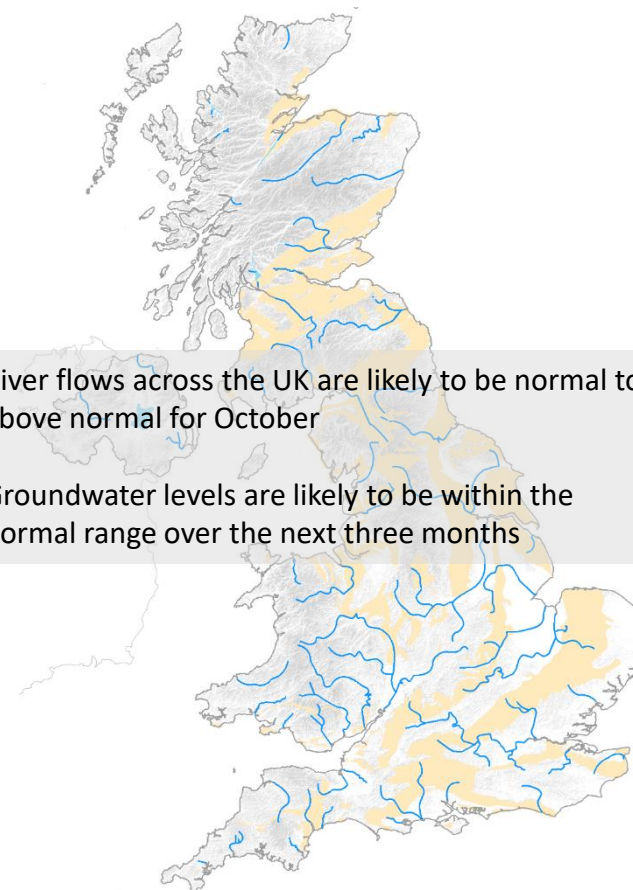 iver flows across the UK are likely to be normal to
bove normal for October
roundwater levels are likely to be within the
ormal range over the next three months